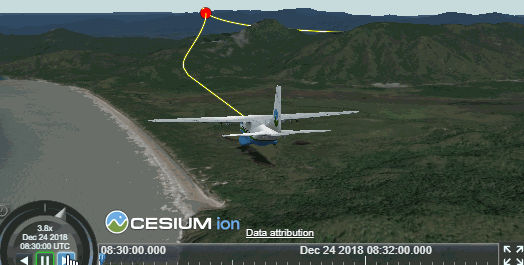 CESIUM ion
Data attribution
3.8x
Dec 24 2018
08:30:00 UTC
08:30:00.000
Dec 24 2018 08:32:00.000